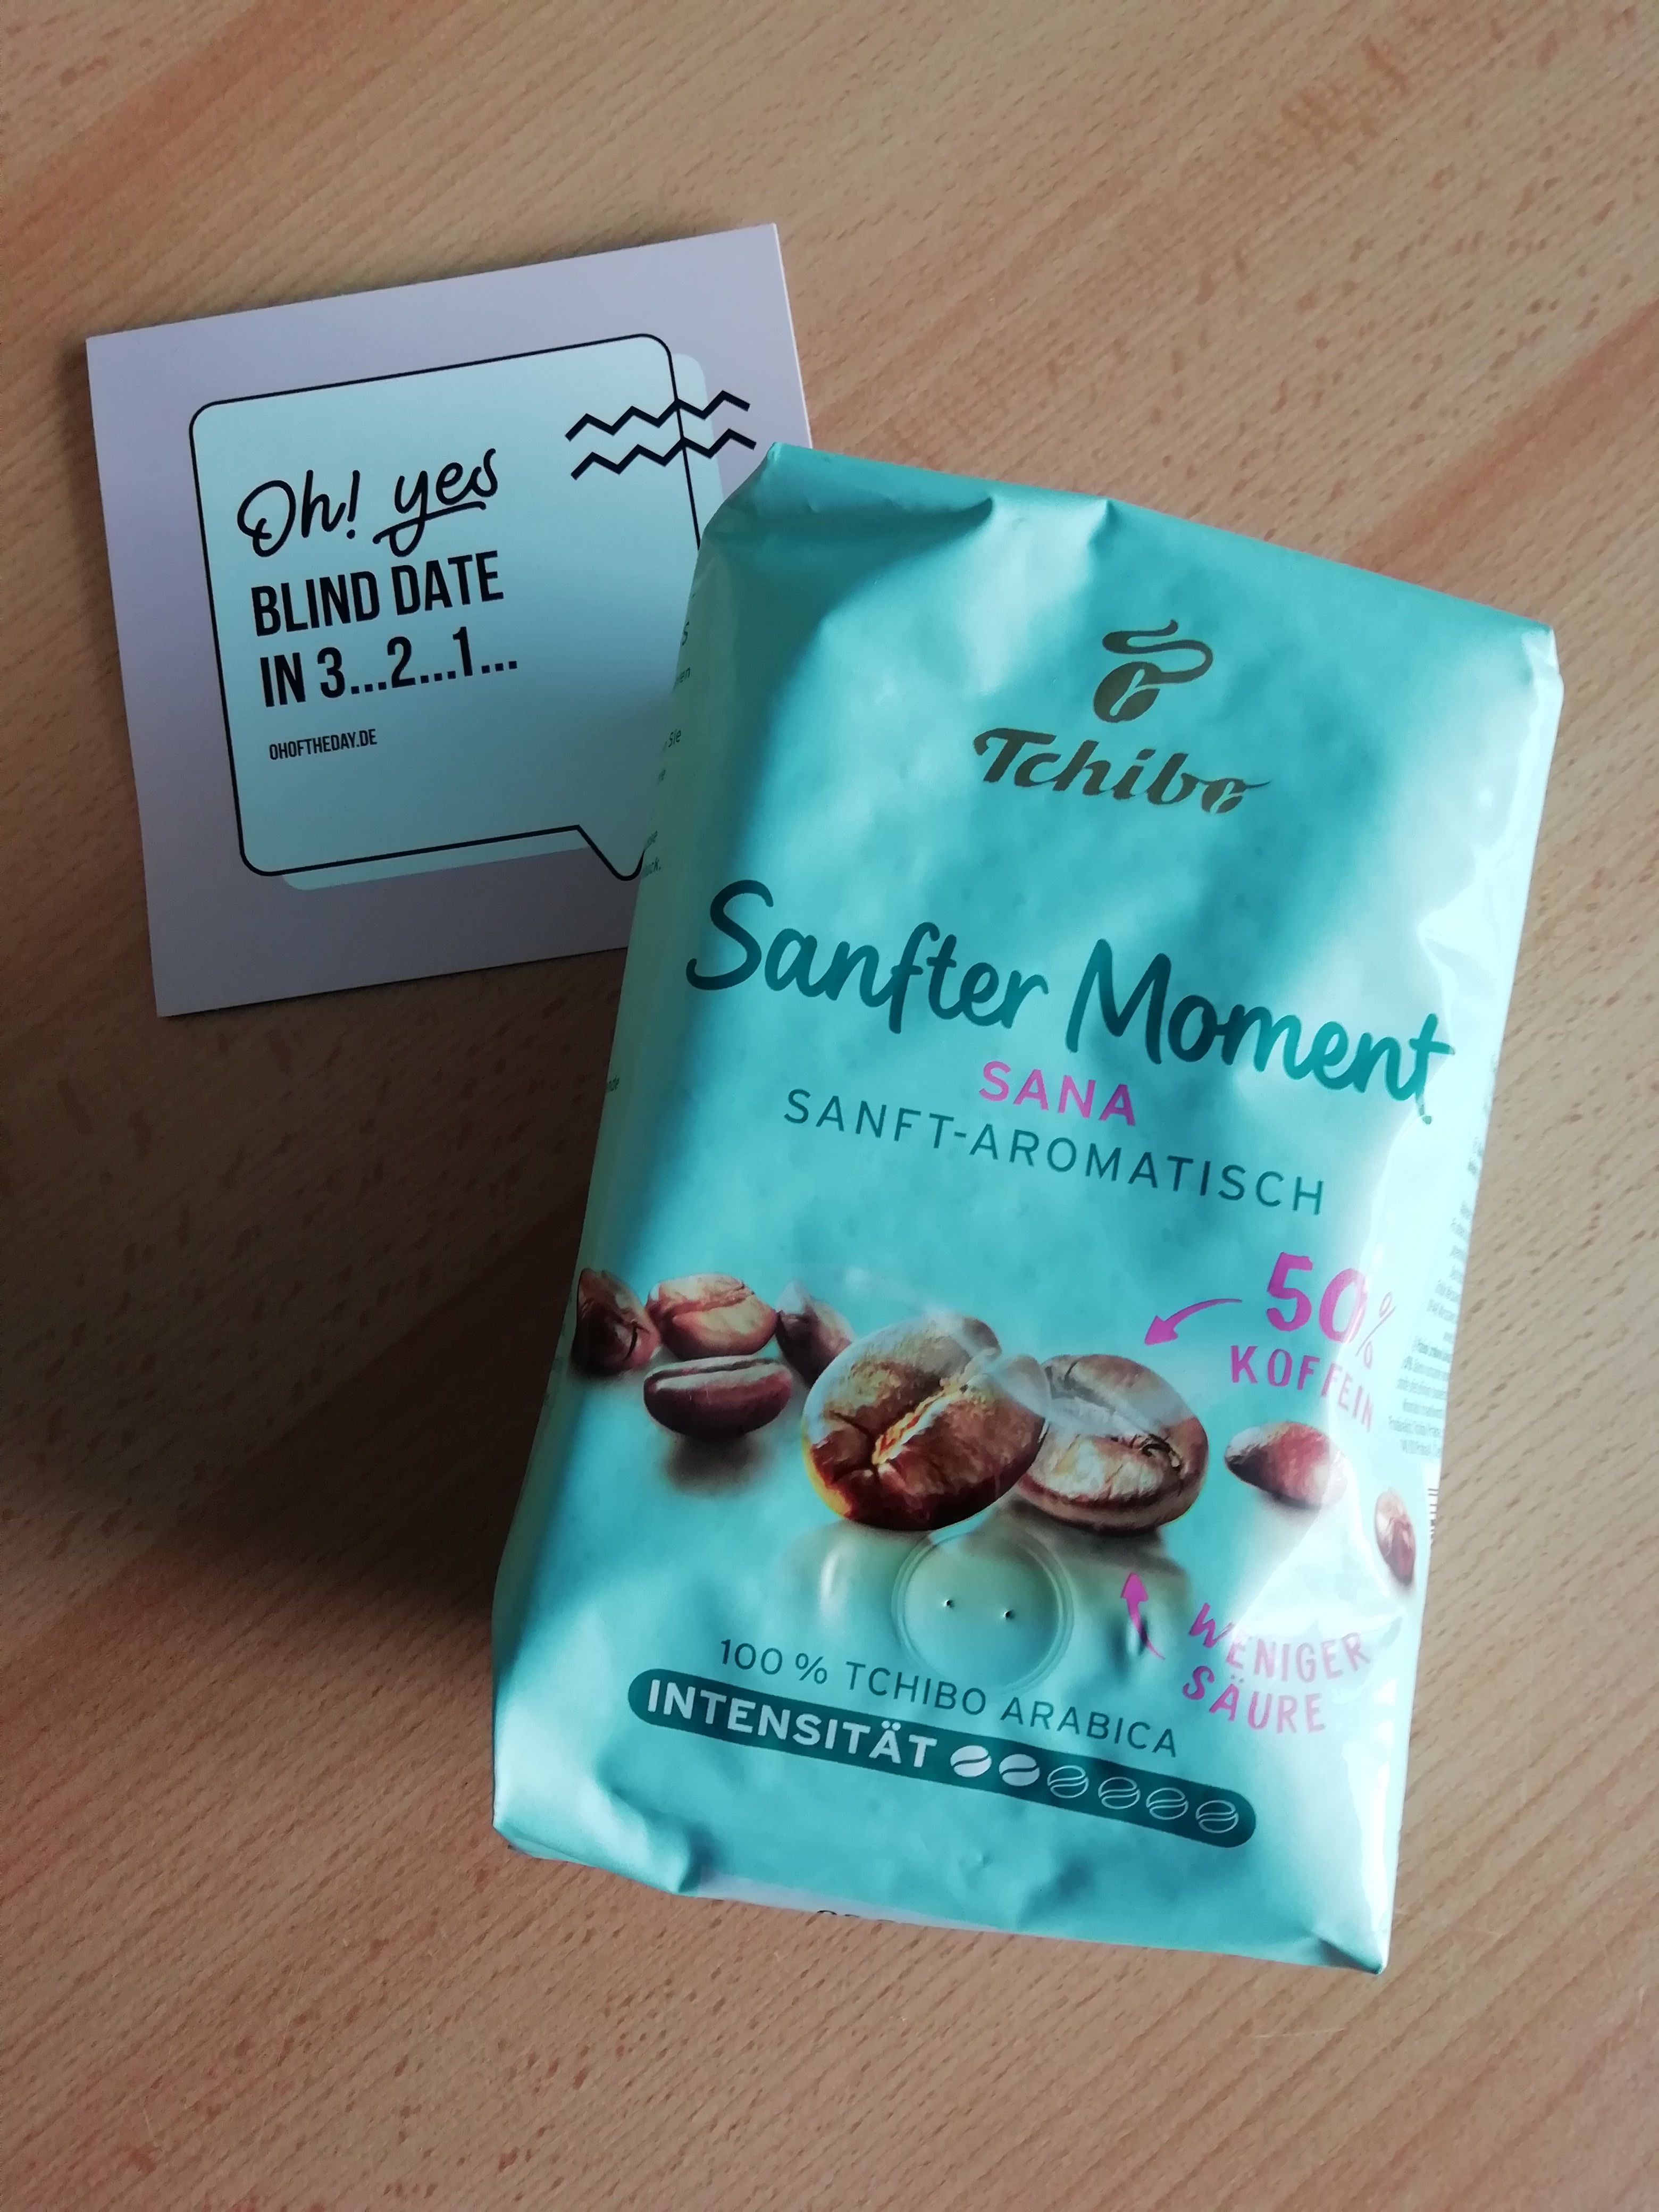 Oh! yes
BLIND DATE
IN 3...2...1...
OHOFTHEDAY.DE
Tchibo
Sanfter Moment
SANA
SANFT-AROMATISCH
50%
KOFFEIN
WENIGER
SÄURE
100 % TCHIBO ARABICA
INTENSITÄT